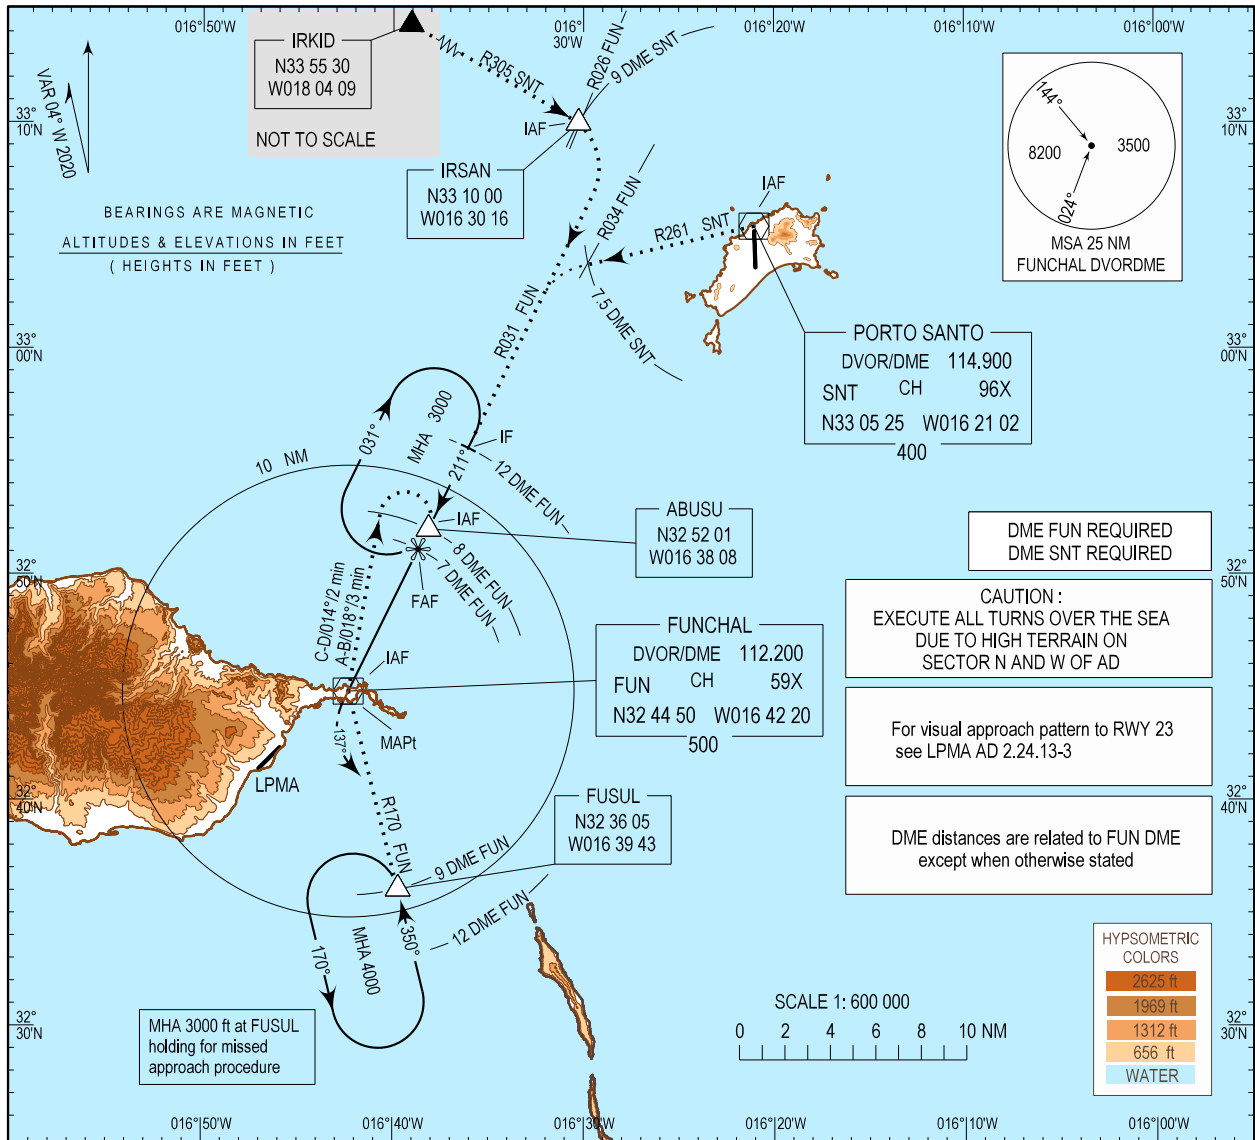 016°50'W
016°
30'W
016°20'W
016°10'W
016°00'W
IRKID
N33 55 30
W018 04 09
NOT TO SCALE
VAR 04° W 2020
R305 SNT
R026 FUN
9 DME SNT
33°
10'N
33°
10'N
IAF
IRSAN
N33 10 00
W016 30 16
BEARINGS ARE MAGNETIC
ALTITUDES & ELEVATIONS IN FEET
( HEIGHTS IN FEET )
144°
8200
3500
024°
MSA 25 NM
FUNCHAL DVORDME
R034 FUN
R261 SNT
IAF
7.5 DME SNT
R031 FUN
33°
00'N
33°
00'N
PORTO SANTO
DVOR/DME 114.900
SNT CH 96X
N33 05 25 W016 21 02
400
031°
MHA 3000
IF
211°
12 DME FUN
10 NM
IAF
ABUSU
N32 52 01
W016 38 08
8 DME FUN
7 DME FUN
FAF
DME FUN REQUIRED
DME SNT REQUIRED
32°
50'N
32°
50'N
C-D/014°/2 min
A-B/018°/3 min
CAUTION :
EXECUTE ALL TURNS OVER THE SEA
DUE TO HIGH TERRAIN ON
SECTOR N AND W OF AD
FUNCHAL
DVOR/DME 112.200
FUN CH 59X
N32 44 50 W016 42 20
500
IAF
MAPt
137°
LPMA
For visual approach pattern to RWY 23
see LPMA AD 2.24.13-3
32°
40'N
32°
40'N
R170 FUN
FUSUL
N32 36 05
W016 39 43
DME distances are related to FUN DME
except when otherwise stated
9 DME FUN
12 DME FUN
170°
MHA 4000
350°
MHA 3000 ft at FUSUL
holding for missed
approach procedure
SCALE 1: 600 000
0 2 4 6 8 10 NM
HYPSOMETRIC
COLORS
2625 ft
1969 ft
1312 ft
656 ft
WATER
32°
30'N
32°
30'N
016°50'W
016°40'W
016°30'W
016°20'W
016°10'W
016°00'W